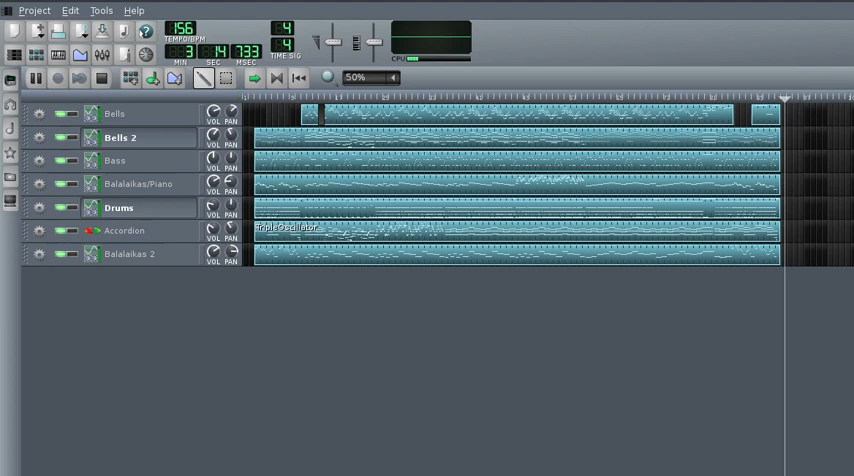 Project Edit Tools Help
156
TEMPO/BPM
3 14 733
MIN SEC MSEC
4
4
TIME SIG
CPU
50%
Bells VOL PAN
Bells 2 VOL PAN
Bass VOL PAN
Balalaikas/Piano VOL PAN
Drums VOL PAN
Accordion VOL PAN TripleOscillator
Balalaikas 2 VOL PAN